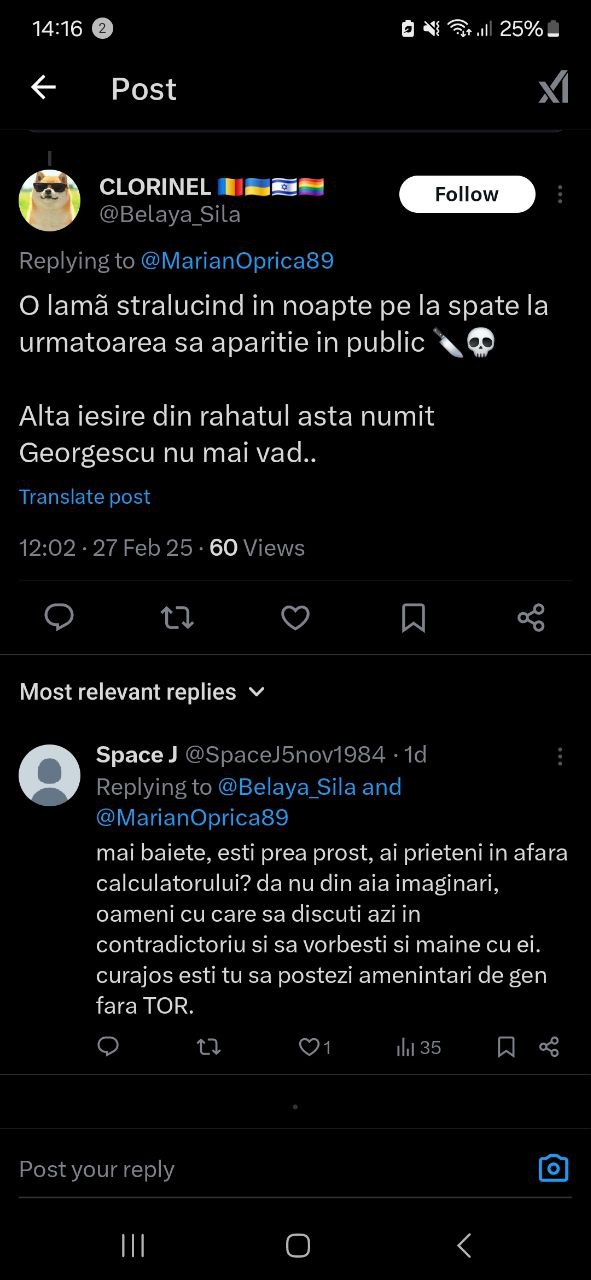 14:16 2 25%
Post
CLORINEL 🇷🇴🇺🇦🇮🇱🏳️‍🌈
Follow
@Belaya_Sila
Replying to @MarianOprica89
O lamã stralucind in noapte pe la spate la
urmatoarea sa aparitie in public 🔪💀
Alta iesire din rahatul asta numit
Georgescu nu mai vad..
Translate post
12:02 · 27 Feb 25 · 60 Views
Most relevant replies
Space J @SpaceJ5nov1984 · 1d
Replying to @Belaya_Sila and
@MarianOprica89
mai baiete, esti prea prost, ai prieteni in afara
calculatorului? da nu din aia imaginari,
oameni cu care sa discuti azi in
contradictoriu si sa vorbesti si maine cu ei.
curajos esti tu sa postezi amenintari de gen
fara TOR.
1 35
Post your reply